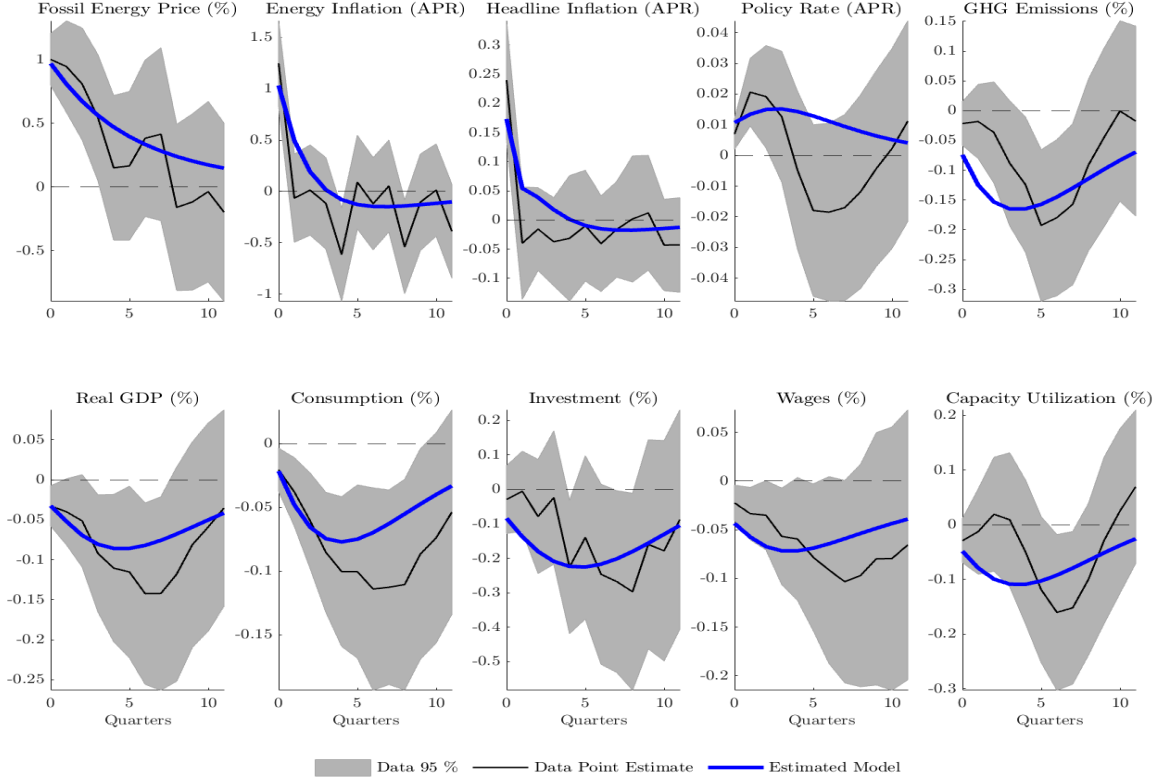 Fossil Energy Price (%)
Energy Inflation (APR)
Headline Inflation (APR)
Policy Rate (APR)
GHG Emissions (%)
1
0.5
0
-0.5
0 5 10
1.5
1
0.5
0
-0.5
-1
0 5 10
0.3
0.25
0.2
0.15
0.1
0.05
0
-0.05
-0.1
0 5 10
0.04
0.03
0.02
0.01
0
-0.01
-0.02
-0.03
-0.04
0 5 10
0.15
0.1
0.05
0
-0.05
-0.1
-0.15
-0.2
-0.25
-0.3
0 5 10
Real GDP (%)
Consumption (%)
Investment (%)
Wages (%)
Capacity Utilization (%)
0.05
0
-0.05
-0.1
-0.15
-0.2
-0.25
0 5 10
Quarters
0
-0.05
-0.1
-0.15
0 5 10
Quarters
0.2
0.1
0
-0.1
-0.2
-0.3
-0.4
-0.5
0 5 10
Quarters
0.05
0
-0.05
-0.1
-0.15
-0.2
0 5 10
Quarters
0.2
0.1
0
-0.1
-0.2
-0.3
0 5 10
Quarters
Data 95 %
Data Point Estimate
Estimated Model